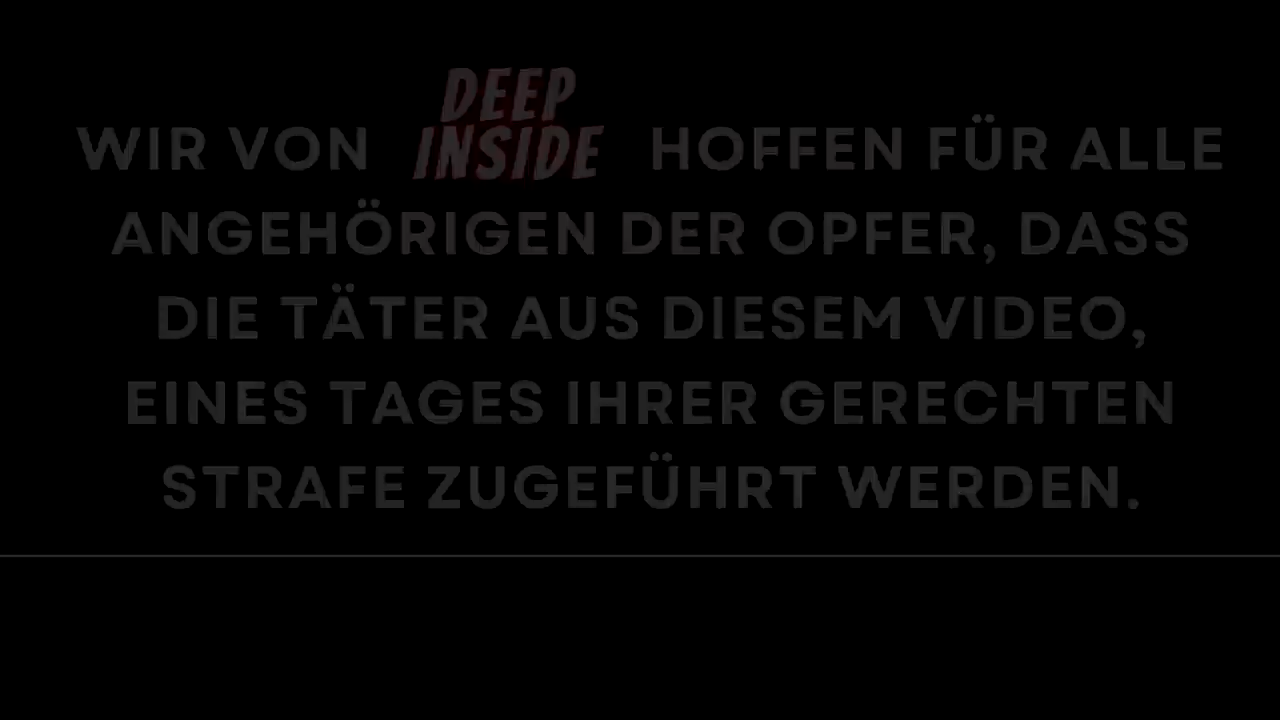 WIR VON DEEP INSIDE HOFFEN FÜR ALLE
ANGEHÖRIGEN DER OPFER, DASS
DIE TÄTER AUS DIESEM VIDEO,
EINES TAGES IHRER GERECHTEN
STRAFE ZUGEFÜHRT WERDEN.